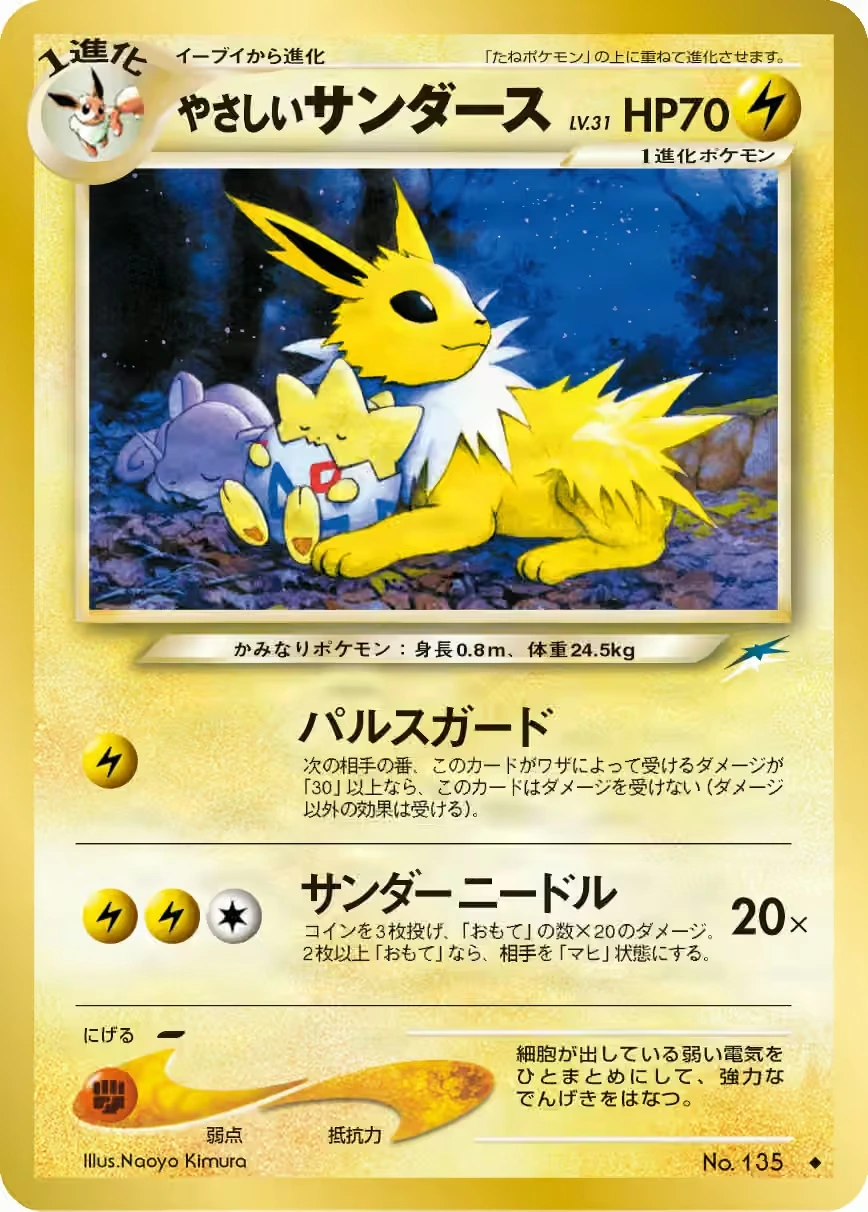 1進化
イーブイから進化
「たねポケモン」の上に重ねて進化させます。
やさしいサンダース LV.31 HP70
1進化ポケモン
かみなりポケモン：身長0.8m、体重24.5kg
パルスガード
次の相手の番、このカードがワザによって受けるダメージが
「30」以上なら、このカードはダメージを受けない（ダメージ
以外の効果は受ける）。
サンダーニードル
コインを3枚投げ、「おもて」の数×20のダメージ。
2枚以上「おもて」なら、相手を「マヒ」状態にする。
20×
にげる
弱点
抵抗力
細胞が出している弱い電気を
ひとまとめにして、強力な
でんげきをはなつ。
Illus.Naoyo Kimura
No. 135